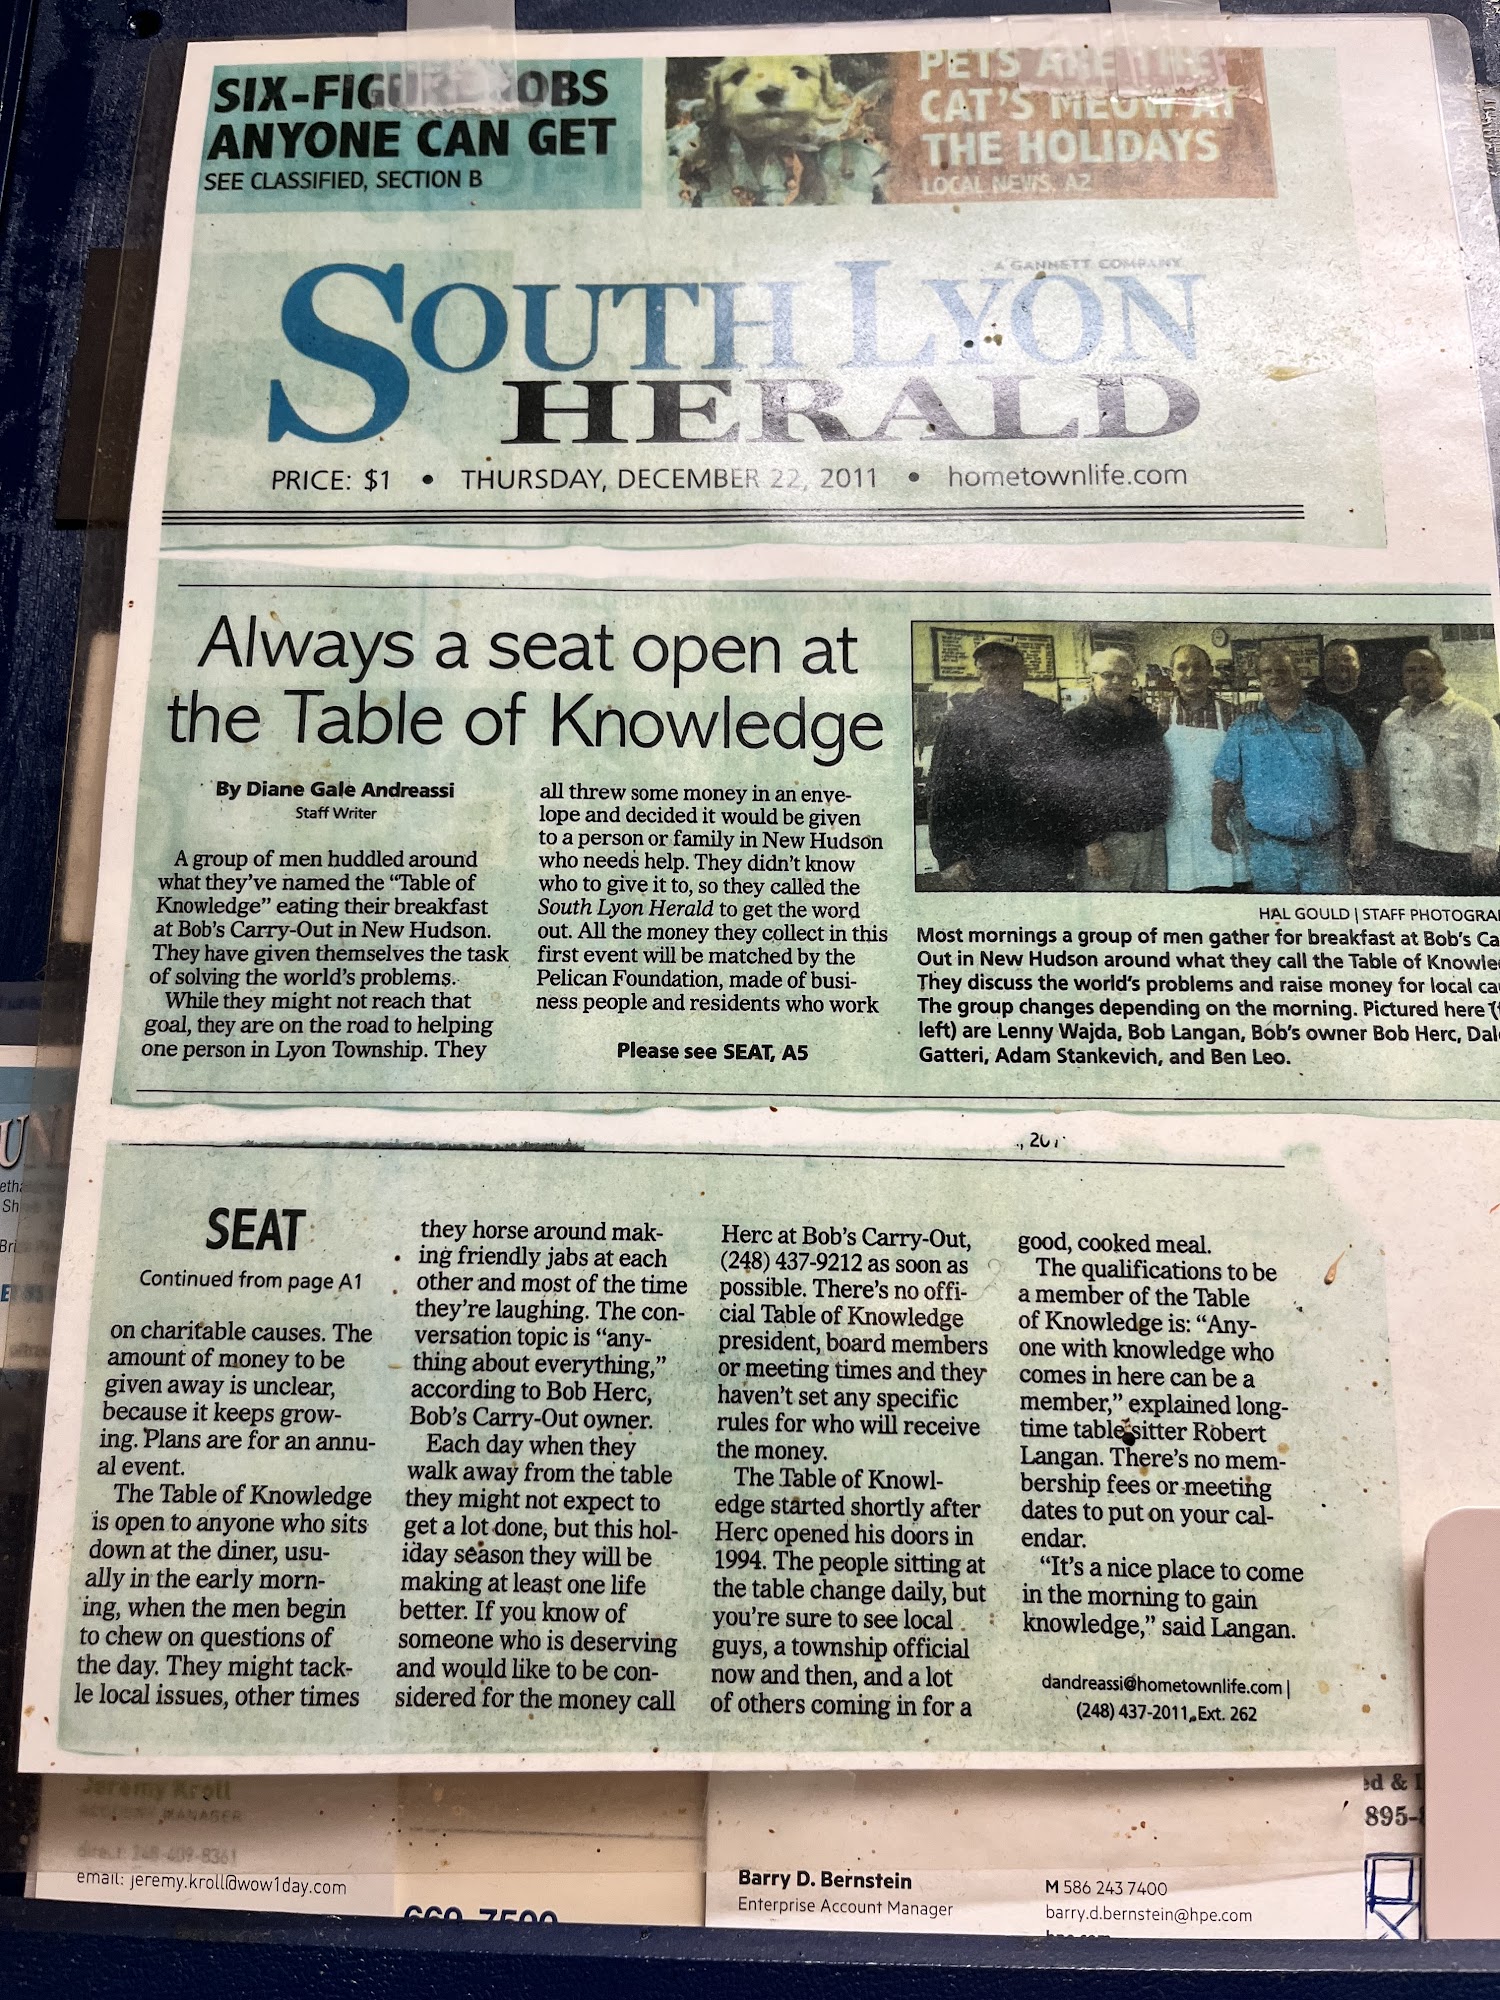 SIX-FIGURE JOBS
ANYONE CAN GET
SEE CLASSIFIED, SECTION B
PETS ARE THE
CAT'S MEOW AT
THE HOLIDAYS
LOCAL NEWS, A2
A GANNETT COMPANY
SOUTH LYON
HERALD
PRICE: $1 • THURSDAY, DECEMBER 22, 2011 • hometownlife.com
Always a seat open at
the Table of Knowledge
By Diane Gale Andreassi
Staff Writer
A group of men huddled around
what they've named the "Table of
Knowledge" eating their breakfast
at Bob's Carry-Out in New Hudson.
They have given themselves the task
of solving the world's problems.
While they might not reach that
goal, they are on the road to helping
one person in Lyon Township. They
all threw some money in an enve-
lope and decided it would be given
to a person or family in New Hudson
who needs help. They didn't know
who to give it to, so they called the
South Lyon Herald to get the word
out. All the money they collect in this
first event will be matched by the
Pelican Foundation, made of busi-
ness people and residents who work
Please see SEAT, A5
HAL GOULD | STAFF PHOTOGRA
Most mornings a group of men gather for breakfast at Bob's Ca
Out in New Hudson around what they call the Table of Knowle
They discuss the world's problems and raise money for local ca
The group changes depending on the morning. Pictured here (f
left) are Lenny Wajda, Bob Langan, Bob's owner Bob Herc, Dal
Gatteri, Adam Stankevich, and Ben Leo.
SEAT
Continued from page A1
on charitable causes. The
amount of money to be
given away is unclear,
because it keeps grow-
ing. Plans are for an annu-
al event.
The Table of Knowledge
is open to anyone who sits
down at the diner, usu-
ally in the early morn-
ing, when the men begin
to chew on questions of
the day. They might tack-
le local issues, other times
they horse around mak-
ing friendly jabs at each
other and most of the time
they're laughing. The con-
versation topic is "any-
thing about everything,"
according to Bob Herc,
Bob's Carry-Out owner.
Each day when they
walk away from the table
they might not expect to
get a lot done, but this hol-
iday season they will be
making at least one life
better. If you know of
someone who is deserving
and would like to be con-
sidered for the money call
Herc at Bob's Carry-Out,
(248) 437-9212 as soon as
possible. There's no offi-
cial Table of Knowledge
president, board members
or meeting times and they
haven't set any specific
rules for who will receive
the money.
The Table of Knowl-
edge started shortly after
Herc opened his doors in
1994. The people sitting at
the table change daily, but
you're sure to see local
guys, a township official
now and then, and a lot
of others coming in for a
good, cooked meal.
The qualifications to be
a member of the Table
of Knowledge is: "Any-
one with knowledge who
comes in here can be a
member," explained long-
time table sitter Robert
Langan. There's no mem-
bership fees or meeting
dates to put on your cal-
endar.
"It's a nice place to come
in the morning to gain
knowledge," said Langan.
dandreassi@hometownlife.com |
(248) 437-2011, Ext. 262
Jeremy Kroll
ACCOUNT MANAGER
direct: 248-409-8361
email: jeremy.kroll@wow1day.com
669-7500
Barry D. Bernstein
Enterprise Account Manager
M 586 243 7400
barry.d.bernstein@hpe.com
hpe.com
895-